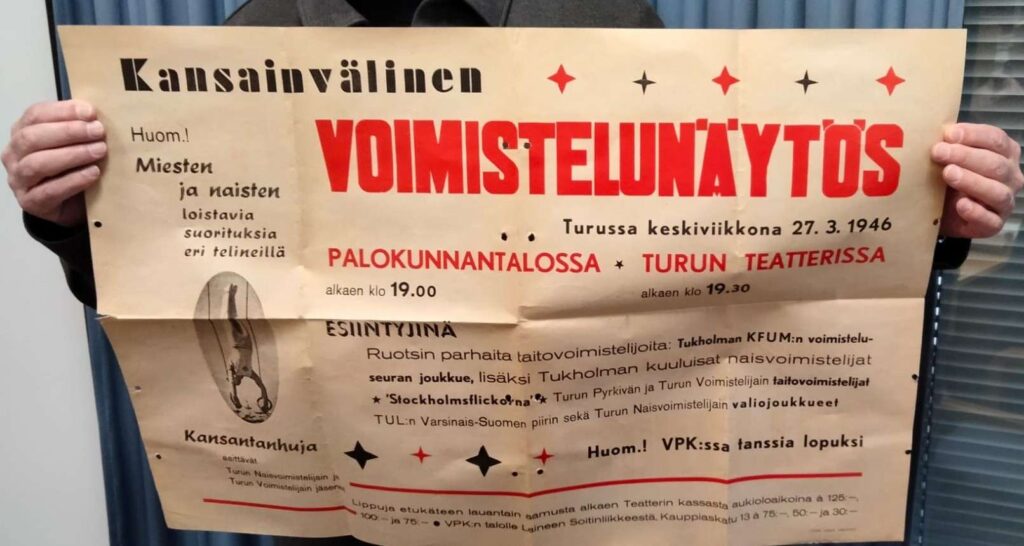 Kansainvälinen
VOIMISTELUNÄYTÖS
Huom.!
Miesten
ja naisten
loistavia
suorituksia
eri telineillä
Turussa keskiviikkona 27. 3. 1946
PALOKUNNANTALOSSA ★ TURUN TEATTERISSA
alkaen klo 19.00 alkaen klo 19.30
ESIINTYJINÄ
Ruotsin parhaita taitovoimistelijoita: Tukholman KFUM:n voimistelu-
seuran joukkue, lisäksi Tukholman kuuluisat naisvoimistelijat
★ 'Stockholmsflickorna' ★ Turun Pyrkivän ja Turun Voimistelijain taitovoimistelijat
TUL:n Varsinais-Suomen piirin sekä Turun Naisvoimistelijain valiojoukkueet
Kansantanhuja
esittävät
Turun Naisvoimistelijain ja
Turun Voimistelijain
Huom.! VPK:ssa tanssia lopuksi
Lippuja etukäteen lauantain aamusta alkaen Teatterin kassasta aukioloaikoina à 125:–,
100:– ja 75:– ● VPK:n talolle Laineen Soitinliikkeestä, Kauppiaskatu 13 à 75:–, 50:– ja 30:–